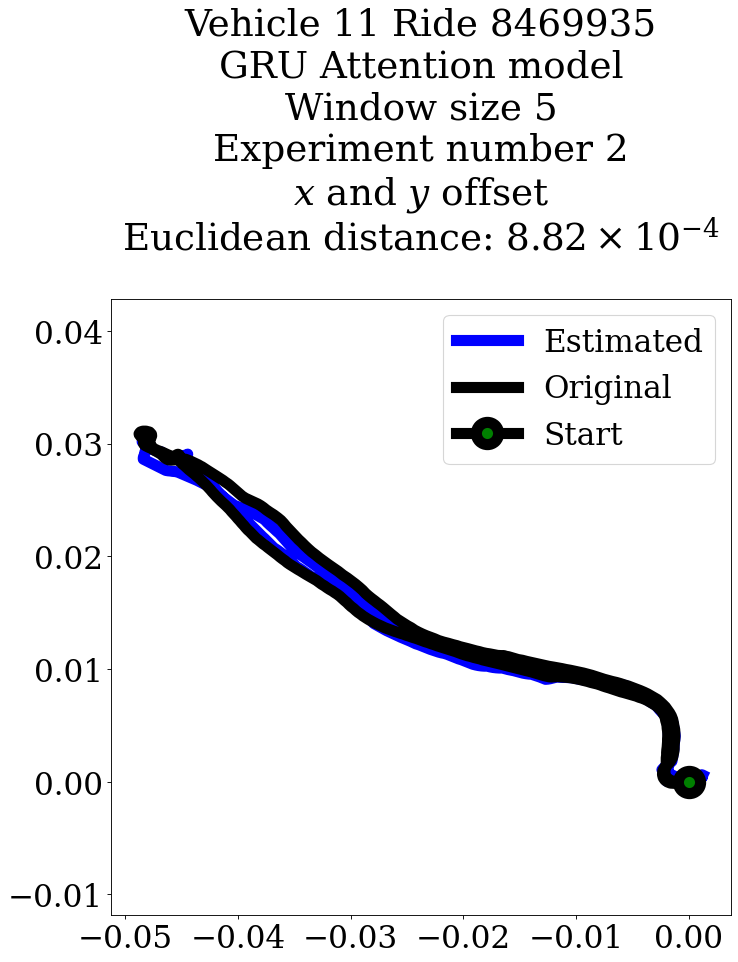 Vehicle 11 Ride 8469935
GRU Attention model
Window size 5
Experiment number 2
x and y offset
Euclidean distance: 8.82 × 10⁻⁴
Estimated
Original
Start
0.04
0.03
0.02
0.01
0.00
−0.01
−0.05 −0.04 −0.03 −0.02 −0.01 0.00